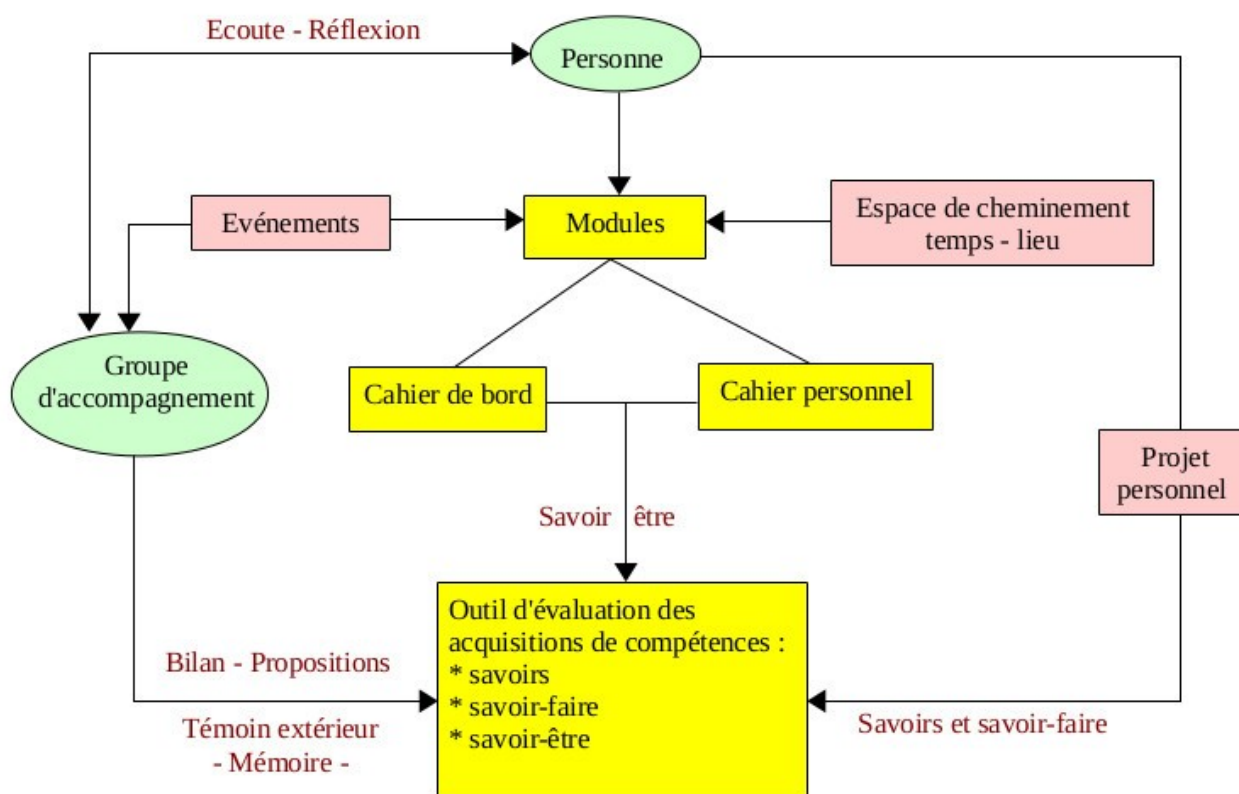 Ecoute - Réflexion
Personne
Evénements
Modules
Espace de cheminement
temps - lieu
Groupe
d'accompagnement
Cahier de bord
Cahier personnel
Projet
personnel
Savoir être
Outil d'évaluation des
acquisitions de compétences :
* savoirs
* savoir-faire
* savoir-être
Bilan - Propositions
Témoin extérieur
- Mémoire -
Savoirs et savoir-faire